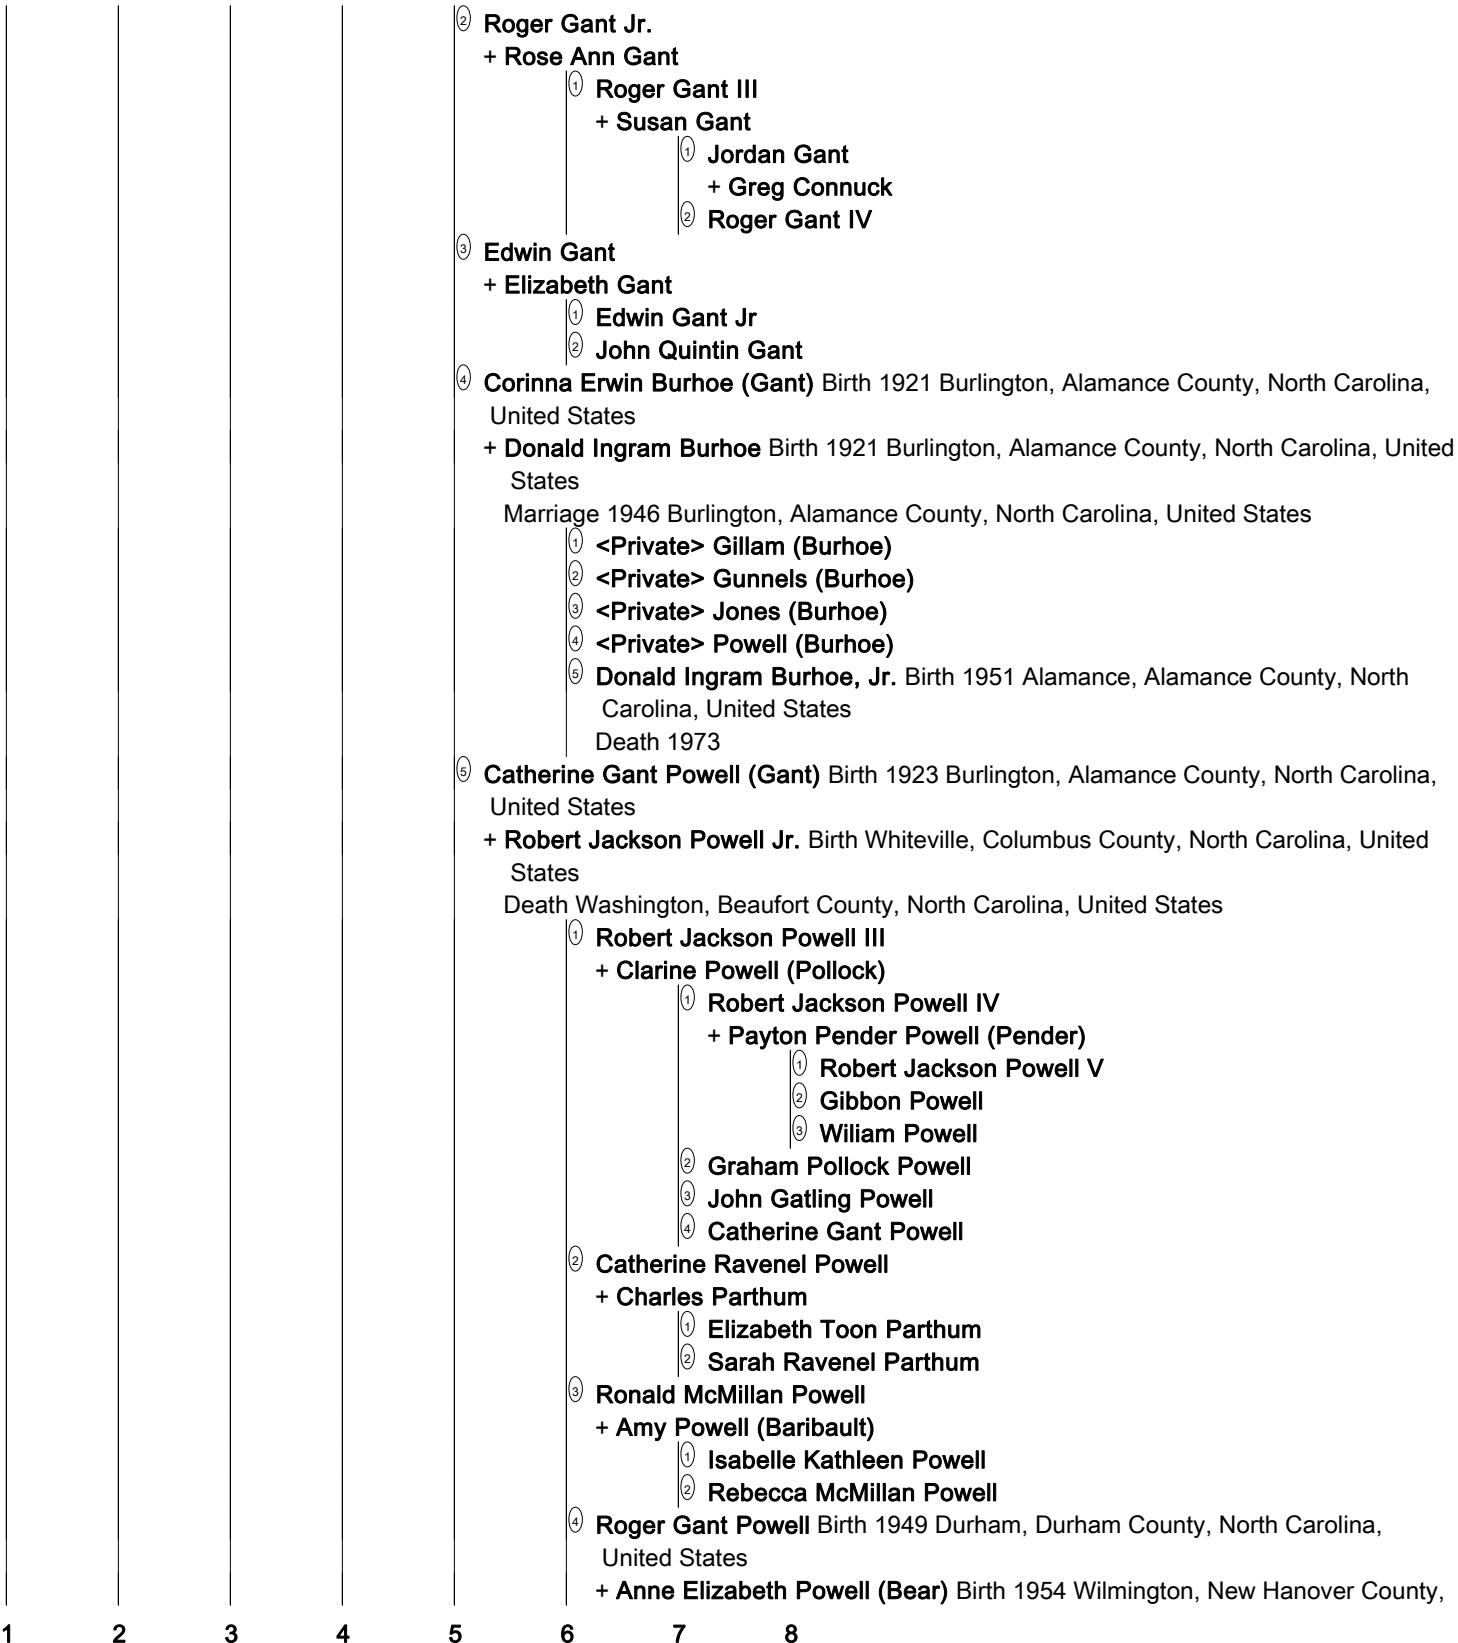 ② Roger Gant Jr.
+ Rose Ann Gant
① Roger Gant III
+ Susan Gant
① Jordan Gant
+ Greg Connuck
② Roger Gant IV
③ Edwin Gant
+ Elizabeth Gant
① Edwin Gant Jr
② John Quintin Gant
④ Corinna Erwin Burhoe (Gant) Birth 1921 Burlington, Alamance County, North Carolina,
United States
+ Donald Ingram Burhoe Birth 1921 Burlington, Alamance County, North Carolina, United
States
Marriage 1946 Burlington, Alamance County, North Carolina, United States
① <Private> Gillam (Burhoe)
② <Private> Gunnels (Burhoe)
③ <Private> Jones (Burhoe)
④ <Private> Powell (Burhoe)
⑤ Donald Ingram Burhoe, Jr. Birth 1951 Alamance, Alamance County, North
Carolina, United States
Death 1973
⑤ Catherine Gant Powell (Gant) Birth 1923 Burlington, Alamance County, North Carolina,
United States
+ Robert Jackson Powell Jr. Birth Whiteville, Columbus County, North Carolina, United
States
Death Washington, Beaufort County, North Carolina, United States
① Robert Jackson Powell III
+ Clarine Powell (Pollock)
① Robert Jackson Powell IV
+ Payton Pender Powell (Pender)
① Robert Jackson Powell V
② Gibbon Powell
③ Wiliam Powell
② Graham Pollock Powell
③ John Gatling Powell
④ Catherine Gant Powell
② Catherine Ravenel Powell
+ Charles Parthum
① Elizabeth Toon Parthum
② Sarah Ravenel Parthum
③ Ronald McMillan Powell
+ Amy Powell (Baribault)
① Isabelle Kathleen Powell
② Rebecca McMillan Powell
④ Roger Gant Powell Birth 1949 Durham, Durham County, North Carolina,
United States
+ Anne Elizabeth Powell (Bear) Birth 1954 Wilmington, New Hanover County,
1 2 3 4 5 6 7 8